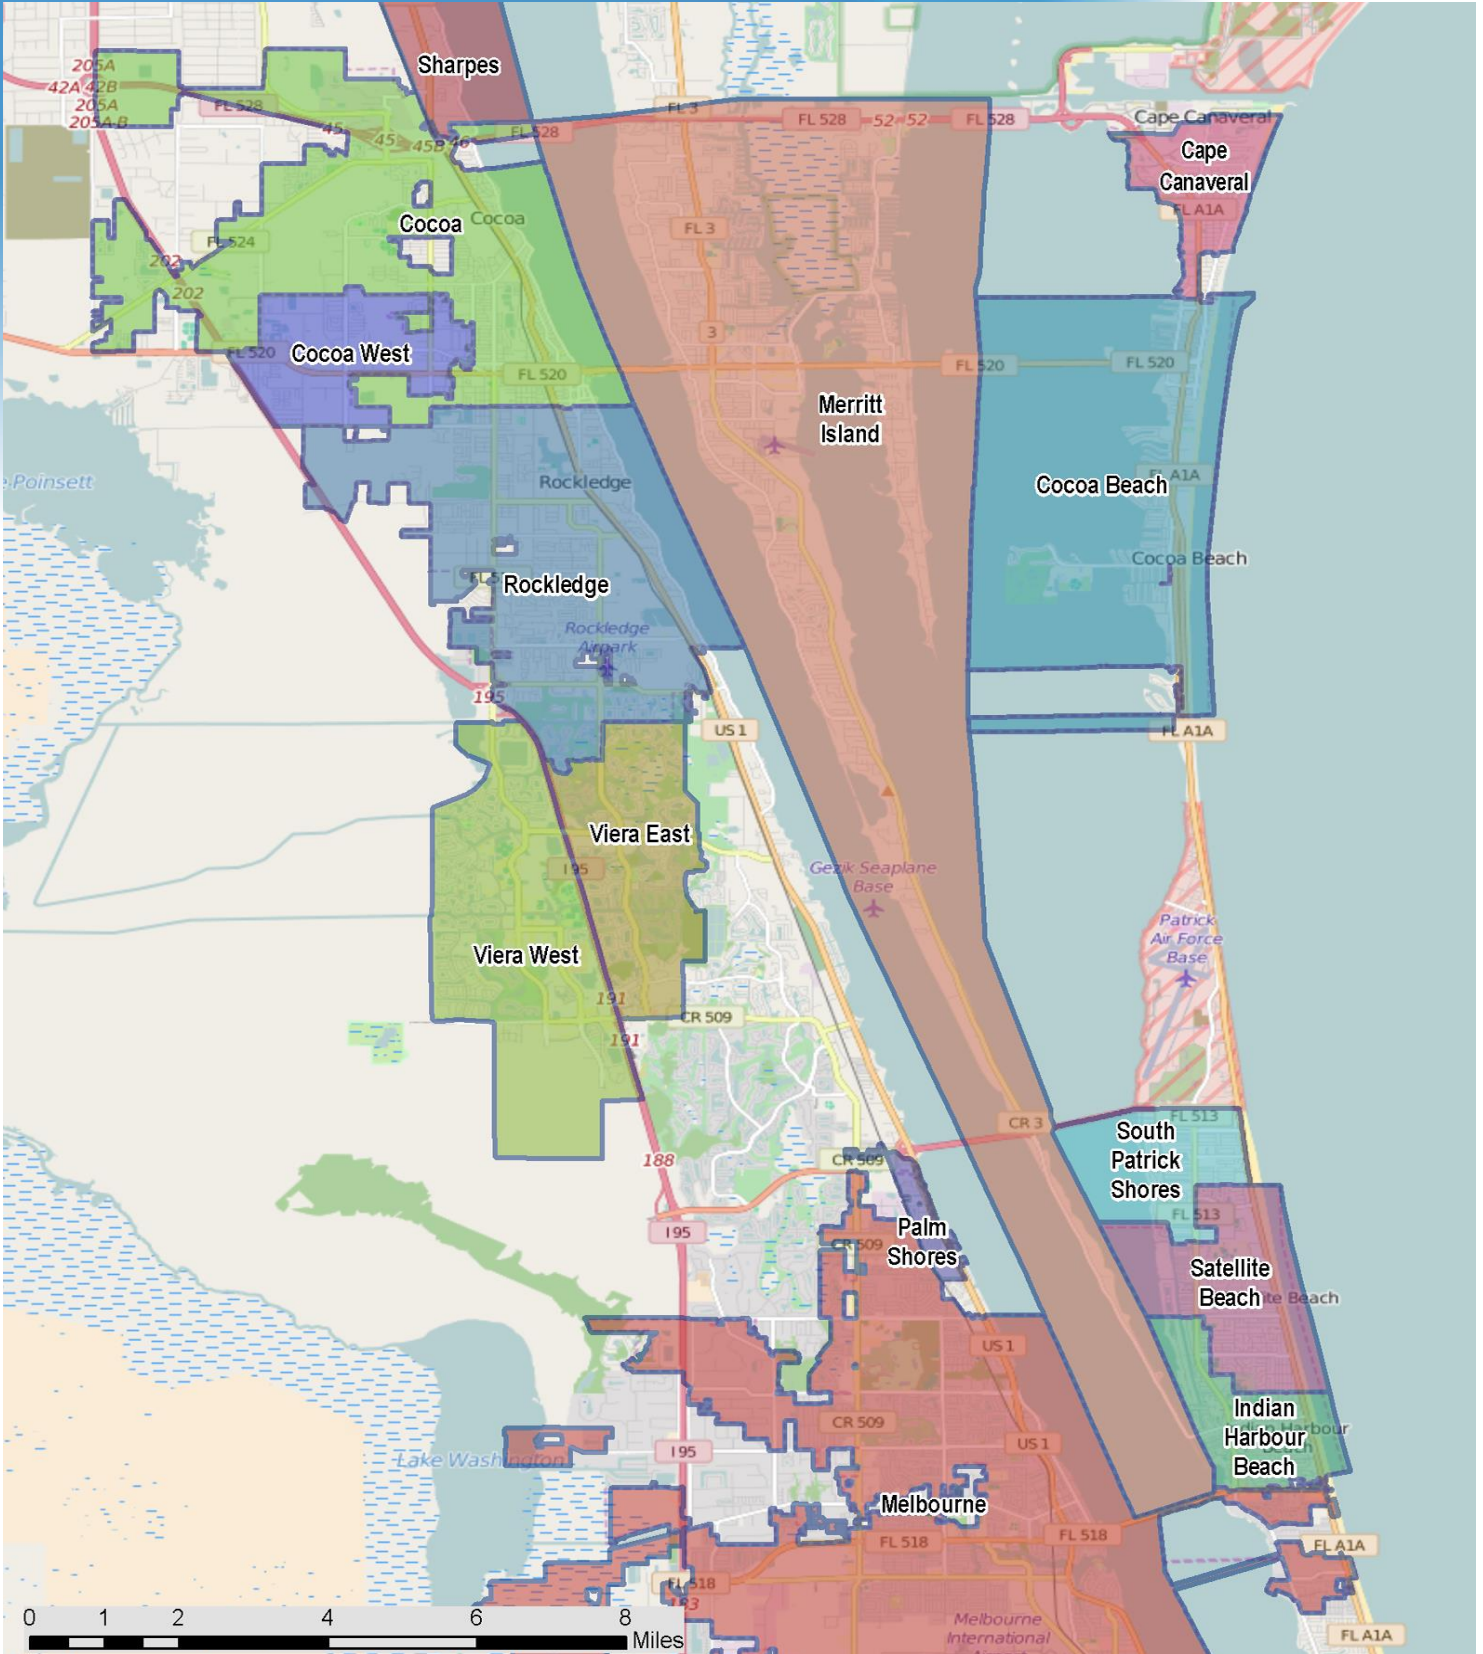 Sharpes
205A
42A 42B
205A
205A-B
FL 528
45
45
45B
46
FL 528
FL 3
FL 528
52
52
FL 528
Cape Canaveral
Cape
Canaveral
FL A1A
Cocoa
Cocoa
FL 524
FL 3
202
202
3
FL 520
Cocoa West
FL 520
FL 520
FL 520
Merritt
Island
Rockledge
Cocoa Beach
FL A1A
Cocoa Beach
Rockledge
Rockledge
Airpark
195
US 1
FL A1A
Viera East
I 95
Gezik Seaplane
Base
Patrick
Air Force
Base
Viera West
191
CR 509
191
CR 3
FL 513
South
Patrick
Shores
188
CR 509
FL 513
I 95
CR 509
Palm
Shores
Satellite
Beach
US 1
Indian
Harbour
Beach
CR 509
US 1
I 95
Lake Washington
Melbourne
FL 518
FL 518
FL A1A
FL 518
Melbourne
International
FL A1A
0
1
2
4
6
8
Miles